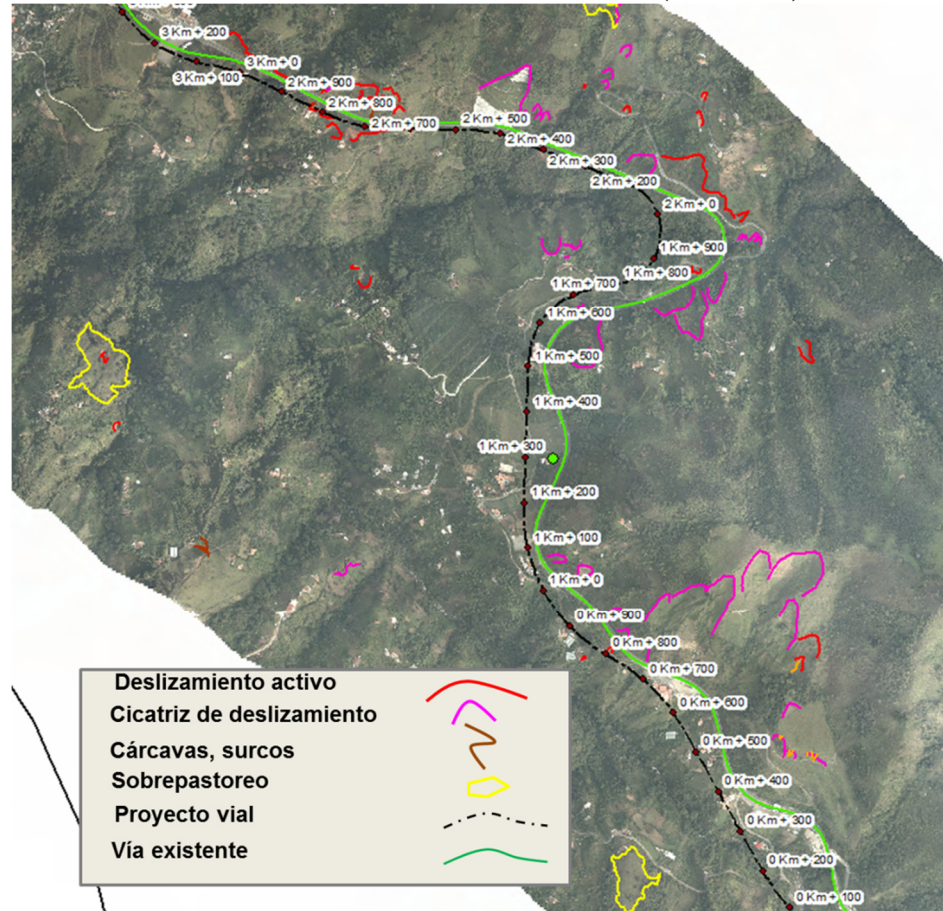 3 Km + 200
3 Km + 0
3 Km + 100
2 Km + 900
2 Km + 800
2 Km + 700
2 Km + 500
2 Km + 400
2 Km + 300
2 Km + 200
2 Km + 0
1 Km + 900
1 Km + 800
1 Km + 700
1 Km + 600
1 Km + 500
1 Km + 400
1 Km + 300
1 Km + 200
1 Km + 100
1 Km + 0
0 Km + 900
0 Km + 800
0 Km + 700
0 Km + 600
0 Km + 500
0 Km + 400
0 Km + 300
0 Km + 200
0 Km + 100
Deslizamiento activo
Cicatriz de deslizamiento
Cárcavas, surcos
Sobrepastoreo
Proyecto vial
Vía existente